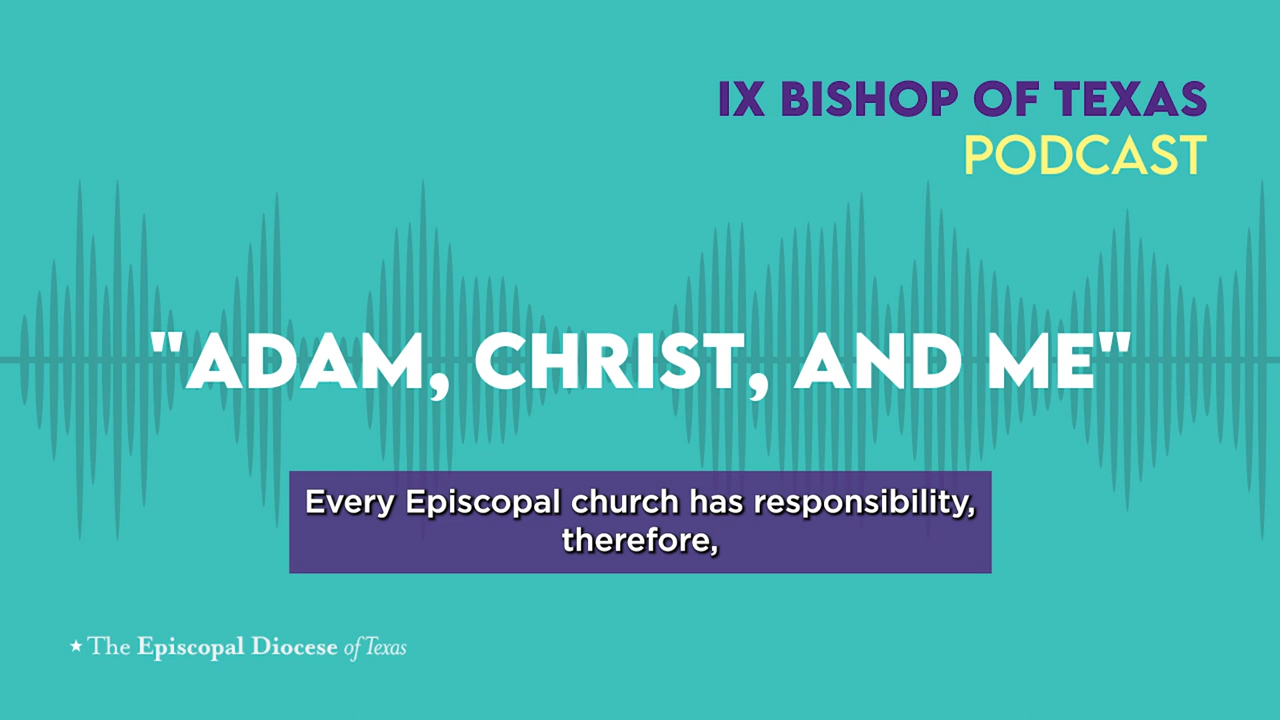 IX BISHOP OF TEXAS
PODCAST
"ADAM, CHRIST, AND ME"
Every Episcopal church has responsibility,
therefore,
The Episcopal Diocese of Texas